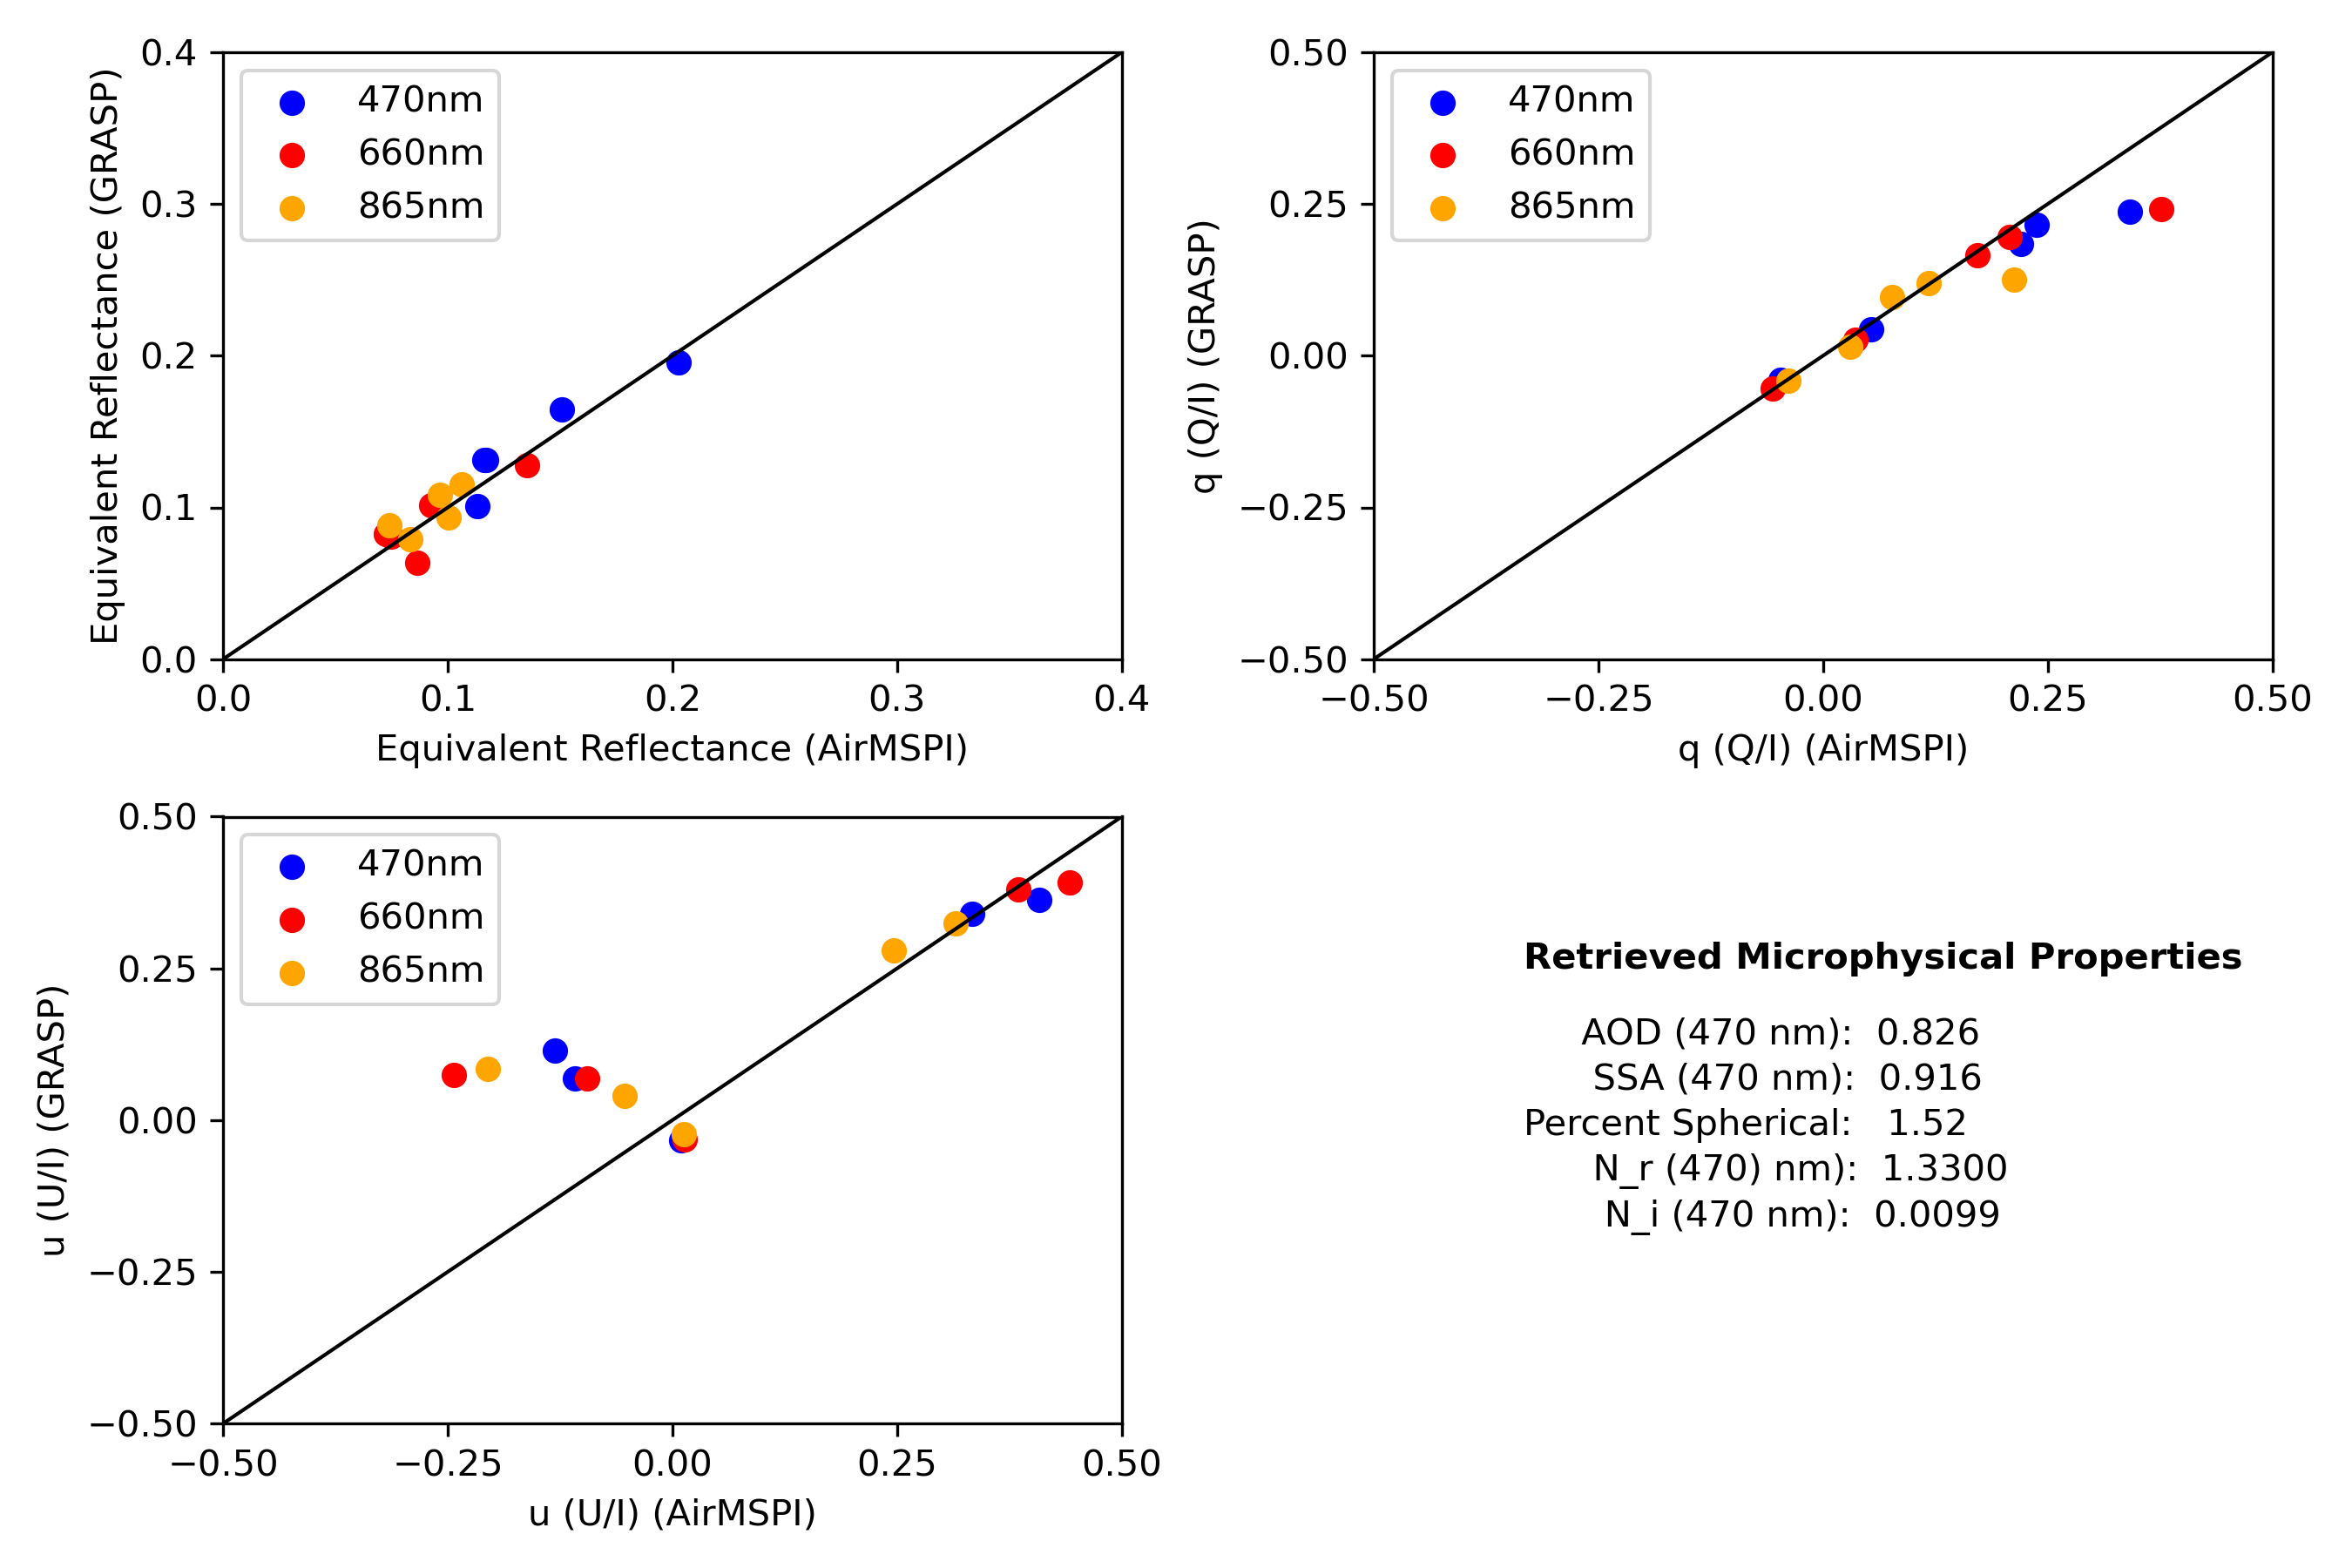 0.4
0.3
0.2
0.1
0.0
Equivalent Reflectance (GRASP)
470nm
660nm
865nm
0.0 0.1 0.2 0.3 0.4
Equivalent Reflectance (AirMSPI)
0.50
0.25
0.00
−0.25
−0.50
q (Q/I) (GRASP)
470nm
660nm
865nm
−0.50 −0.25 0.00 0.25 0.50
q (Q/I) (AirMSPI)
0.50
0.25
0.00
−0.25
−0.50
u (U/I) (GRASP)
470nm
660nm
865nm
−0.50 −0.25 0.00 0.25 0.50
u (U/I) (AirMSPI)
Retrieved Microphysical Properties
AOD (470 nm): 0.826
SSA (470 nm): 0.916
Percent Spherical: 1.52
N_r (470) nm): 1.3300
N_i (470 nm): 0.0099